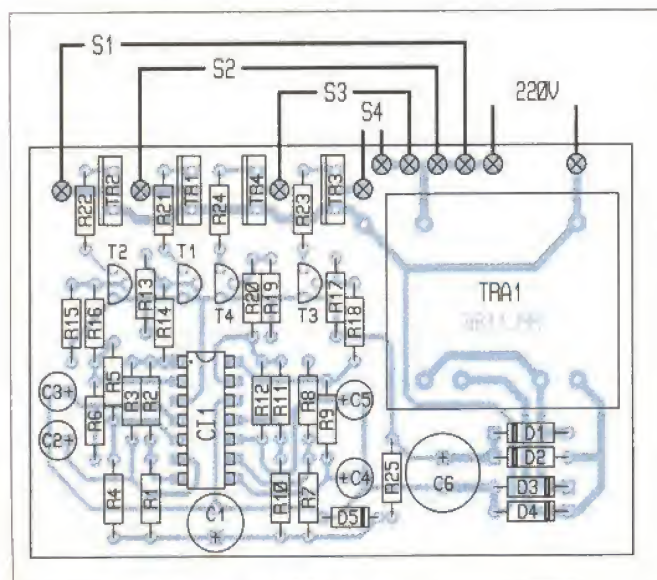 S1
S2
S3
S4
220V
TR2
TR1
TR4
TR3
R22
R21
R24
R23
T2
T1
T4
T3
R13
R20
R19
R17
R15
R16
R14
R18
TRA1
R5
C3+
R6
R3
R2
CI1
R12
R11
R8
R9
+C5
C2+
D1
D2
+C4
R25
+
C6
D3
D4
R4
R1
C1
+
R10
R7
D5